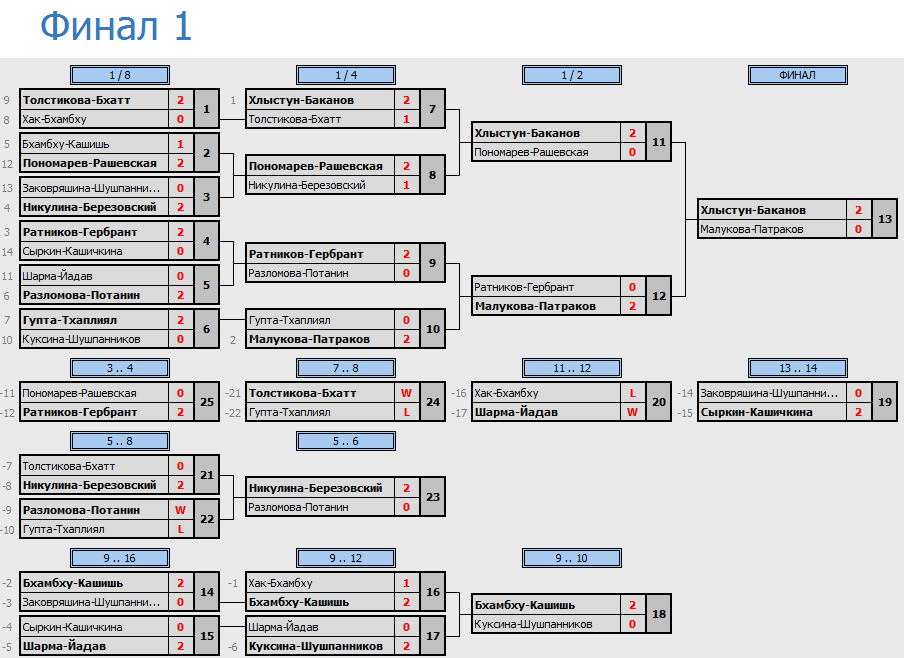 Финал 1
1 / 8 1 / 4 1 / 2 ФИНАЛ
9 Толстикова-Бхатт 2 1
8 Хак-Бхамбху 0
5 Бхамбху-Кашишь 1 2
12 Пономарев-Рашевская 2
13 Заковряшина-Шушпанни... 0 3
4 Никулина-Березовский 2
3 Ратников-Гербрант 2 4
14 Сыркин-Кашичкина 0
11 Шарма-Йадав 0 5
6 Разломова-Потанин 2
7 Гупта-Тхаплиял 2 6
10 Куксина-Шушпанников 0
1 Хлыстун-Баканов 2 7
Толстикова-Бхатт 1
Пономарев-Рашевская 2 8
Никулина-Березовский 1
Ратников-Гербрант 2 9
Разломова-Потанин 0
Гупта-Тхаплиял 0 10
2 Малукова-Патраков 2
Хлыстун-Баканов 2 11
Пономарев-Рашевская 0
Ратников-Гербрант 0 12
Малукова-Патраков 2
Хлыстун-Баканов 2 13
Малукова-Патраков 0
3 .. 4
-11 Пономарев-Рашевская 0 25
-12 Ратников-Гербрант 2
7 .. 8
-21 Толстикова-Бхатт W 24
-22 Гупта-Тхаплиял L
11 .. 12
-16 Хак-Бхамбху L 20
-17 Шарма-Йадав W
13 .. 14
-14 Заковряшина-Шушпанни... 0 19
-15 Сыркин-Кашичкина 2
5 .. 8 5 .. 6
-7 Толстикова-Бхатт 0 21
-8 Никулина-Березовский 2
-9 Разломова-Потанин W 22
-10 Гупта-Тхаплиял L
Никулина-Березовский 2 23
Разломова-Потанин 0
9 .. 16 9 .. 12 9 .. 10
-2 Бхамбху-Кашишь 2 14
-3 Заковряшина-Шушпанни... 0
-4 Сыркин-Кашичкина 0 15
-5 Шарма-Йадав 2
-1 Хак-Бхамбху 1 16
Бхамбху-Кашишь 2
Шарма-Йадав 0 17
-6 Куксина-Шушпанников 2
Бхамбху-Кашишь 2 18
Куксина-Шушпанников 0